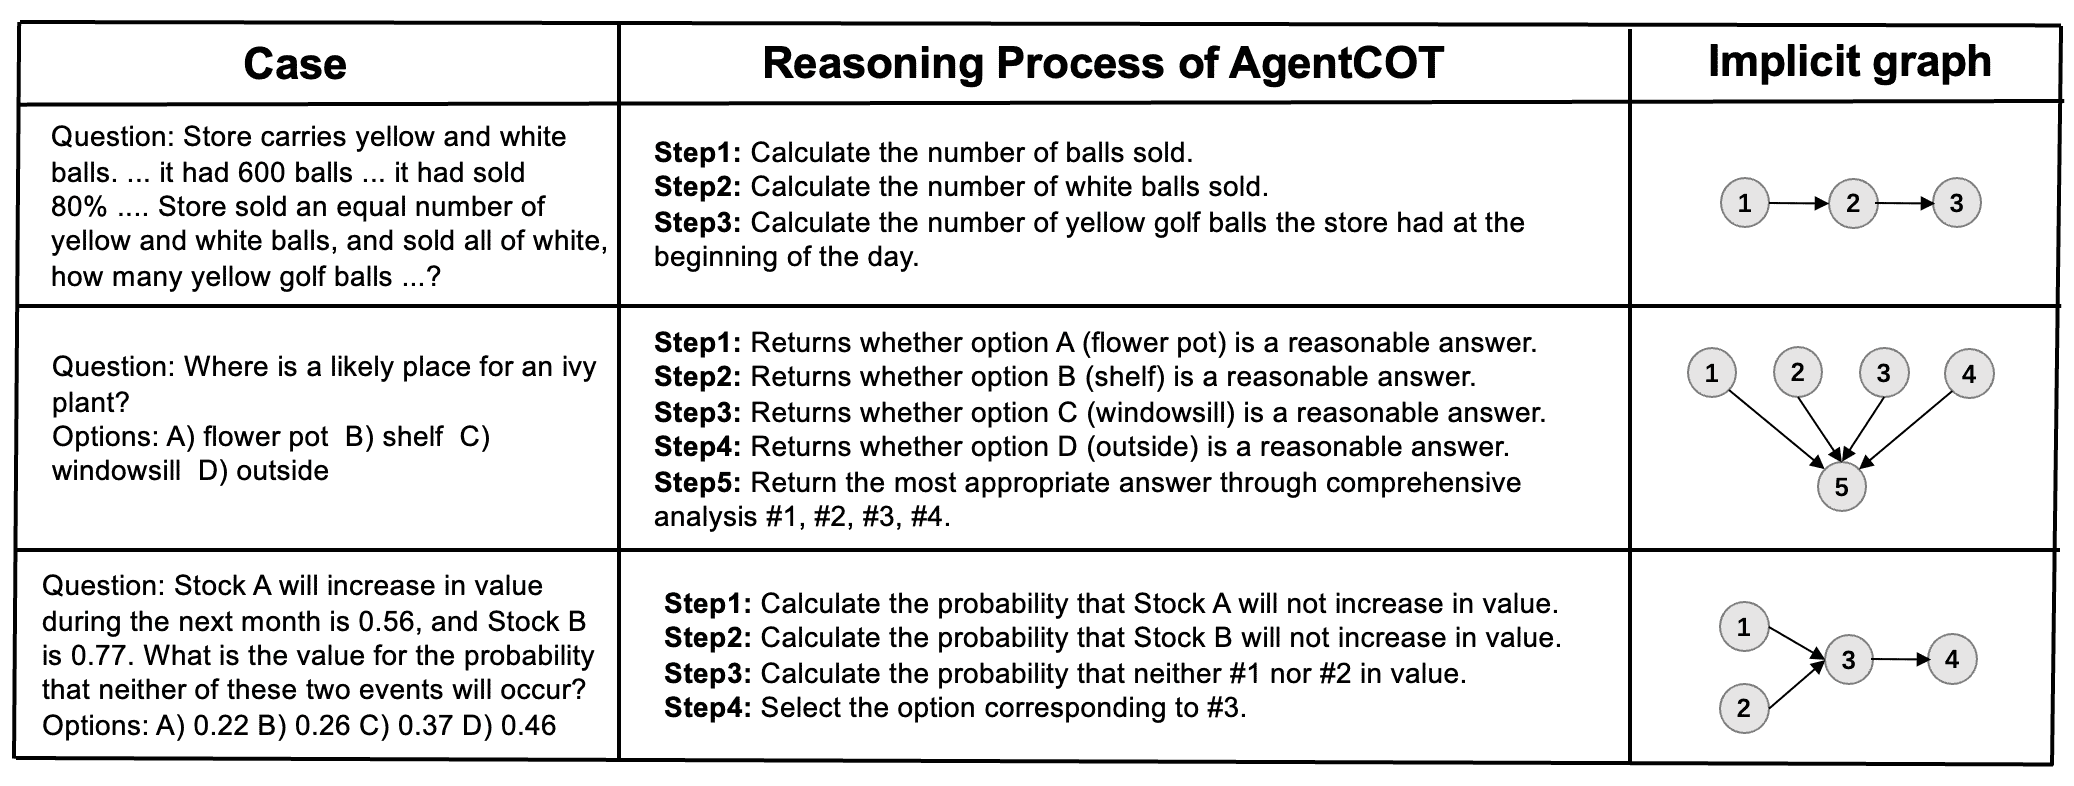 Case
Reasoning Process of AgentCOT
Implicit graph
Question: Store carries yellow and white
balls. ... it had 600 balls ... it had sold
80% .... Store sold an equal number of
yellow and white balls, and sold all of white,
how many yellow golf balls ...?
Step1: Calculate the number of balls sold.
Step2: Calculate the number of white balls sold.
Step3: Calculate the number of yellow golf balls the store had at the
beginning of the day.
1 2 3
Question: Where is a likely place for an ivy
plant?
Options: A) flower pot B) shelf C)
windowsill D) outside
Step1: Returns whether option A (flower pot) is a reasonable answer.
Step2: Returns whether option B (shelf) is a reasonable answer.
Step3: Returns whether option C (windowsill) is a reasonable answer.
Step4: Returns whether option D (outside) is a reasonable answer.
Step5: Return the most appropriate answer through comprehensive
analysis #1, #2, #3, #4.
1 2 3 4
5
Question: Stock A will increase in value
during the next month is 0.56, and Stock B
is 0.77. What is the value for the probability
that neither of these two events will occur?
Options: A) 0.22 B) 0.26 C) 0.37 D) 0.46
Step1: Calculate the probability that Stock A will not increase in value.
Step2: Calculate the probability that Stock B will not increase in value.
Step3: Calculate the probability that neither #1 nor #2 in value.
Step4: Select the option corresponding to #3.
1
3 4
2